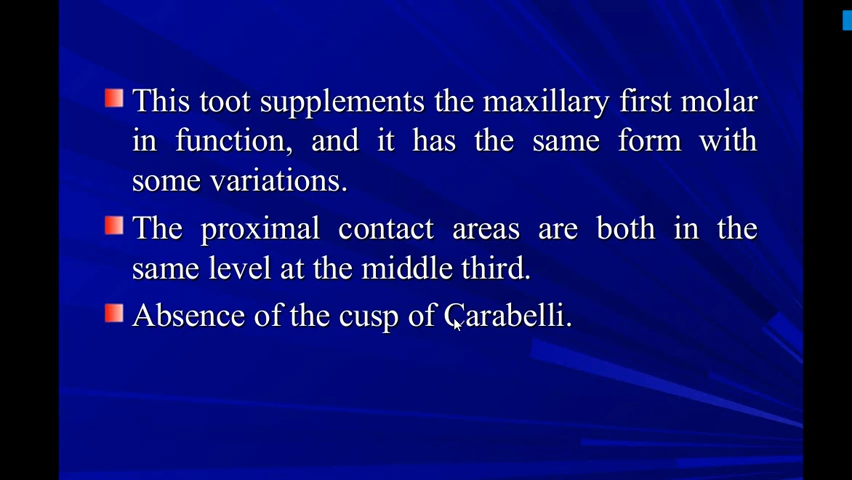 This toot supplements the maxillary first molar
in function, and it has the same form with
some variations.
The proximal contact areas are both in the
same level at the middle third.
Absence of the cusp of Carabelli.